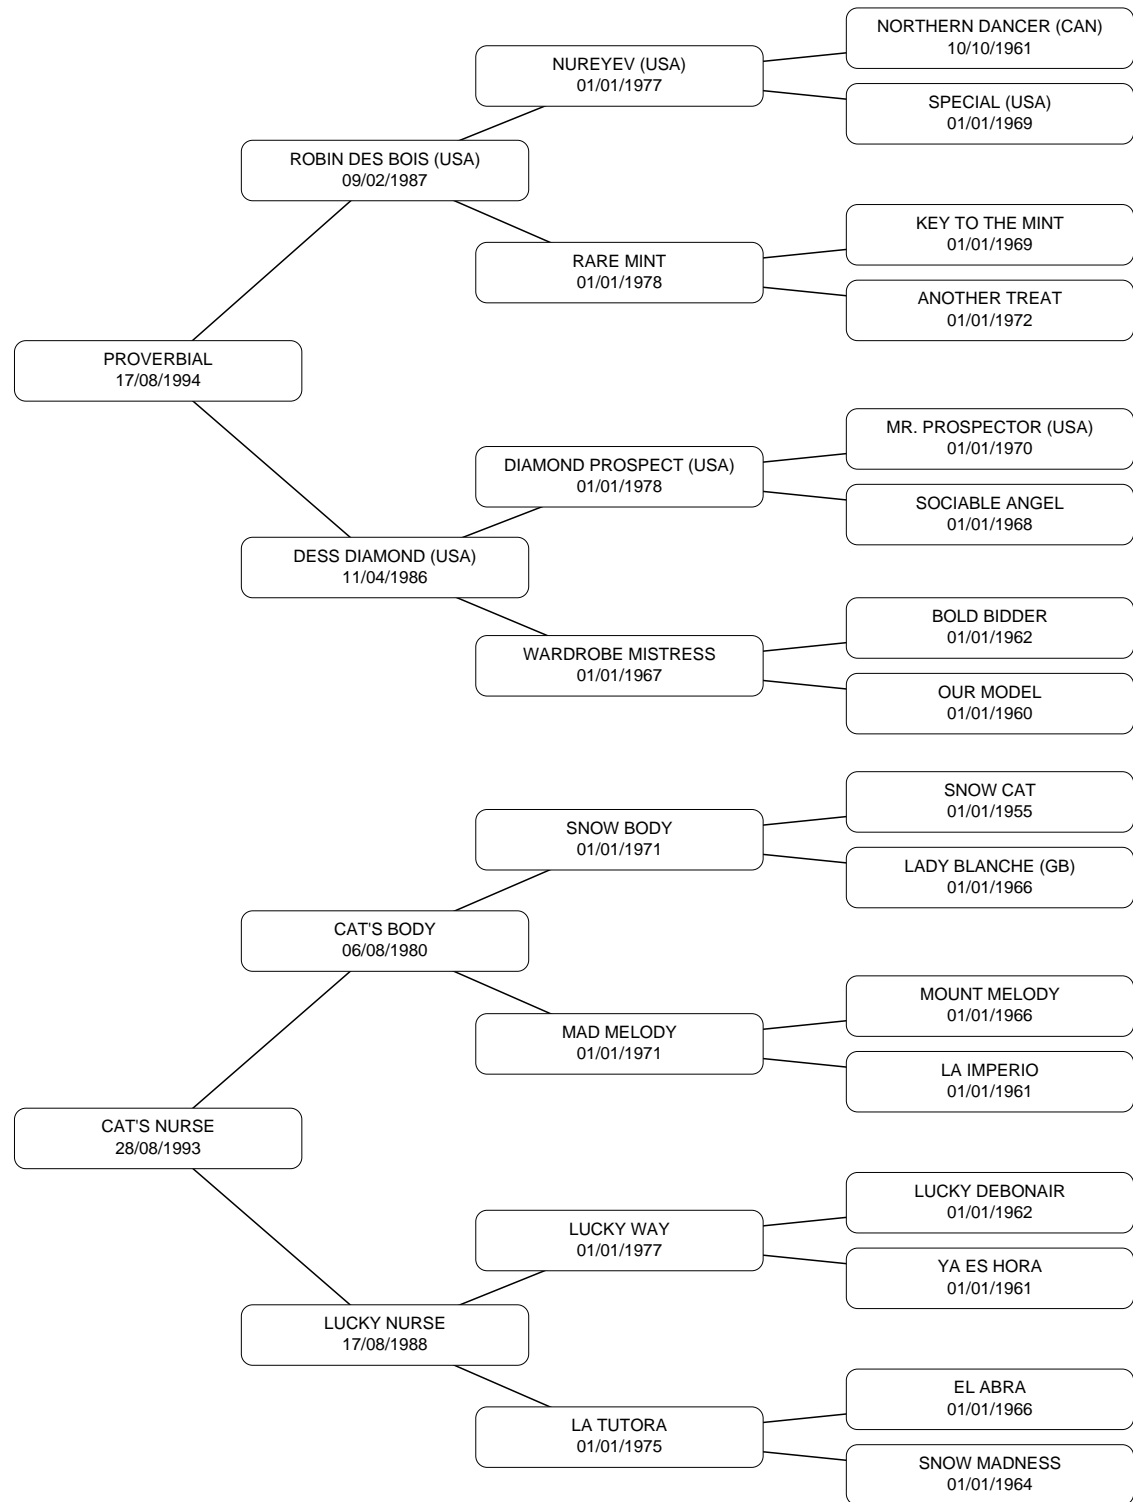 NORTHERN DANCER (CAN)
10/10/1961
NUREYEV (USA)
01/01/1977
SPECIAL (USA)
01/01/1969
ROBIN DES BOIS (USA)
09/02/1987
KEY TO THE MINT
01/01/1969
RARE MINT
01/01/1978
ANOTHER TREAT
01/01/1972
PROVERBIAL
17/08/1994
MR. PROSPECTOR (USA)
01/01/1970
DIAMOND PROSPECT (USA)
01/01/1978
SOCIABLE ANGEL
01/01/1968
DESS DIAMOND (USA)
11/04/1986
BOLD BIDDER
01/01/1962
WARDROBE MISTRESS
01/01/1967
OUR MODEL
01/01/1960
SNOW CAT
01/01/1955
SNOW BODY
01/01/1971
LADY BLANCHE (GB)
01/01/1966
CAT'S BODY
06/08/1980
MOUNT MELODY
01/01/1966
MAD MELODY
01/01/1971
LA IMPERIO
01/01/1961
CAT'S NURSE
28/08/1993
LUCKY DEBONAIR
01/01/1962
LUCKY WAY
01/01/1977
YA ES HORA
01/01/1961
LUCKY NURSE
17/08/1988
EL ABRA
01/01/1966
LA TUTORA
01/01/1975
SNOW MADNESS
01/01/1964